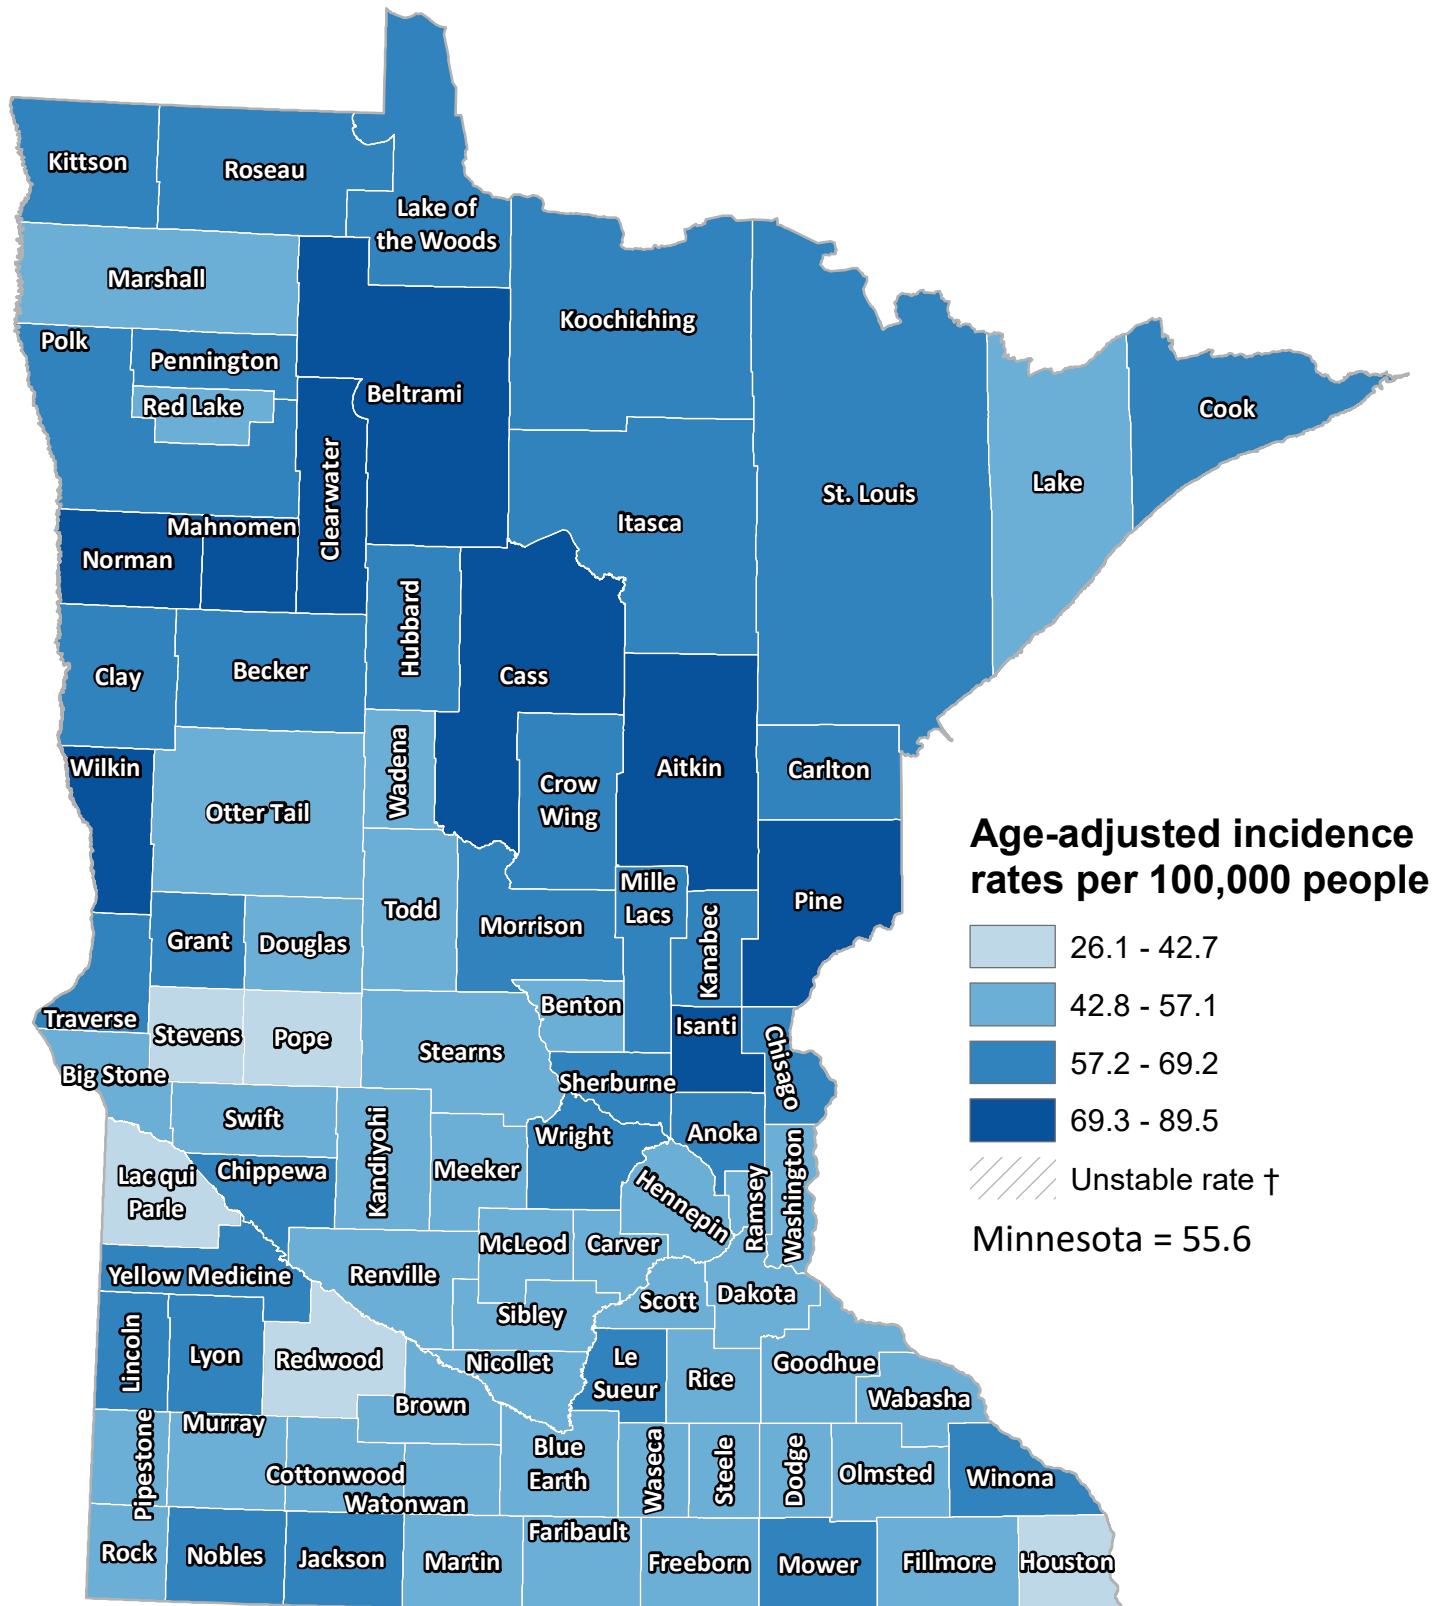 Kittson
Roseau
Lake of
the Woods
Marshall
Koochiching
Polk
Pennington
Beltrami
Red Lake
Cook
Clearwater
Lake
St. Louis
Itasca
Mahnomen
Norman
Hubbard
Clay
Becker
Cass
Wilkin
Wadena
Aitkin
Carlton
Otter Tail
Crow
Wing
Age-adjusted incidence
rates per 100,000 people
26.1 - 42.7
42.8 - 57.1
57.2 - 69.2
69.3 - 89.5
Unstable rate †
Minnesota = 55.6
Mille
Lacs
Pine
Todd
Morrison
Grant
Douglas
Kanabec
Benton
Traverse
Stevens
Pope
Isanti
Stearns
Chisago
Big Stone
Sherburne
Swift
Wright
Anoka
Kandiyohi
Meeker
Chippewa
Lac qui
Parle
Hennepin
Ramsey
Washington
McLeod
Carver
Yellow Medicine
Renville
Dakota
Scott
Sibley
Lincoln
Lyon
Redwood
Nicollet
Le
Sueur
Rice
Goodhue
Wabasha
Brown
Murray
Pipestone
Cottonwood
Watonwan
Blue
Earth
Waseca
Steele
Dodge
Olmsted
Winona
Rock
Nobles
Jackson
Martin
Faribault
Freeborn
Mower
Fillmore
Houston